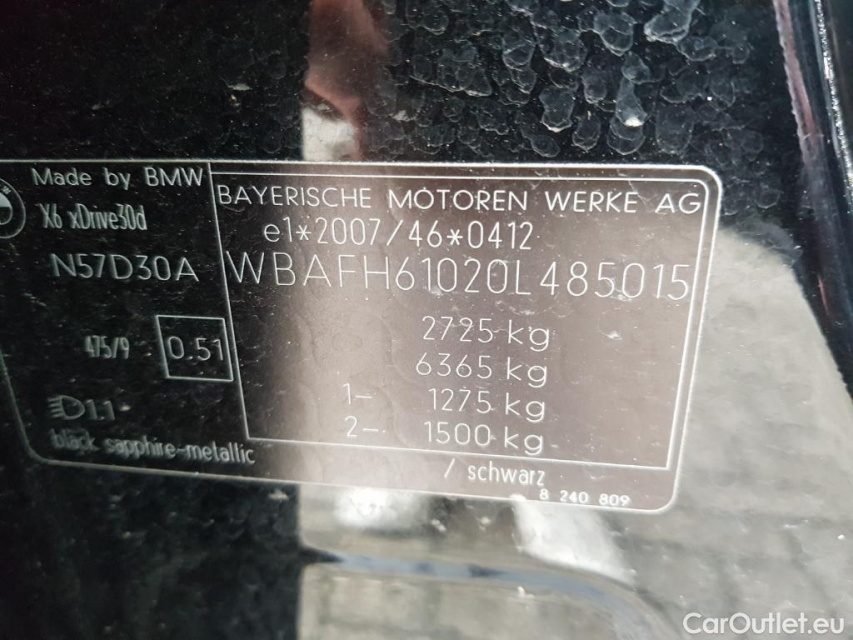 Made by BMW
X6 xDrive30d
N57D30A
475/9 0.51
D1.1
black sapphire-metallic
BAYERISCHE MOTOREN WERKE AG
e1*2007/46*0412
WBAFH61020L485015
2725 kg
6365 kg
1- 1275 kg
2- 1500 kg
/ schwarz
8 240 809
CarOutlet.eu